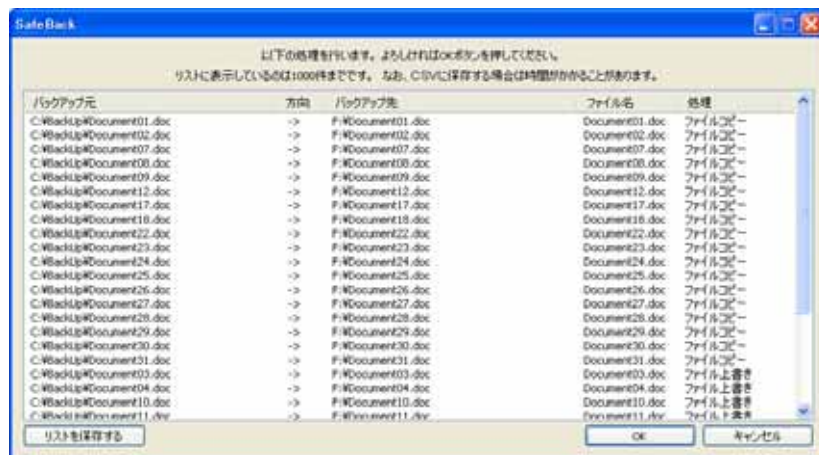 SafeBack
以下の処理を行います。よろしければOKボタンを押してください。
リストに表示しているのは1000件までです。 なお、CSVに保存する場合は時間がかかることがあります。
バックアップ元 方向 バックアップ先 ファイル名 処理
C:¥BackUp¥Document01.doc -> F:¥Document01.doc Document01.doc ファイルコピー
C:¥BackUp¥Document02.doc -> F:¥Document02.doc Document02.doc ファイルコピー
C:¥BackUp¥Document07.doc -> F:¥Document07.doc Document07.doc ファイルコピー
C:¥BackUp¥Document08.doc -> F:¥Document08.doc Document08.doc ファイルコピー
C:¥BackUp¥Document09.doc -> F:¥Document09.doc Document09.doc ファイルコピー
C:¥BackUp¥Document12.doc -> F:¥Document12.doc Document12.doc ファイルコピー
C:¥BackUp¥Document17.doc -> F:¥Document17.doc Document17.doc ファイルコピー
C:¥BackUp¥Document18.doc -> F:¥Document18.doc Document18.doc ファイルコピー
C:¥BackUp¥Document22.doc -> F:¥Document22.doc Document22.doc ファイルコピー
C:¥BackUp¥Document23.doc -> F:¥Document23.doc Document23.doc ファイルコピー
C:¥BackUp¥Document24.doc -> F:¥Document24.doc Document24.doc ファイルコピー
C:¥BackUp¥Document25.doc -> F:¥Document25.doc Document25.doc ファイルコピー
C:¥BackUp¥Document26.doc -> F:¥Document26.doc Document26.doc ファイルコピー
C:¥BackUp¥Document27.doc -> F:¥Document27.doc Document27.doc ファイルコピー
C:¥BackUp¥Document28.doc -> F:¥Document28.doc Document28.doc ファイルコピー
C:¥BackUp¥Document29.doc -> F:¥Document29.doc Document29.doc ファイルコピー
C:¥BackUp¥Document30.doc -> F:¥Document30.doc Document30.doc ファイルコピー
C:¥BackUp¥Document31.doc -> F:¥Document31.doc Document31.doc ファイルコピー
C:¥BackUp¥Document03.doc -> F:¥Document03.doc Document03.doc ファイル上書き
C:¥BackUp¥Document04.doc -> F:¥Document04.doc Document04.doc ファイル上書き
C:¥BackUp¥Document10.doc -> F:¥Document10.doc Document10.doc ファイル上書き
C:¥BackUp¥Document11.doc -> F:¥Document11.doc Document11.doc ファイル上書き
リストを保存する OK キャンセル